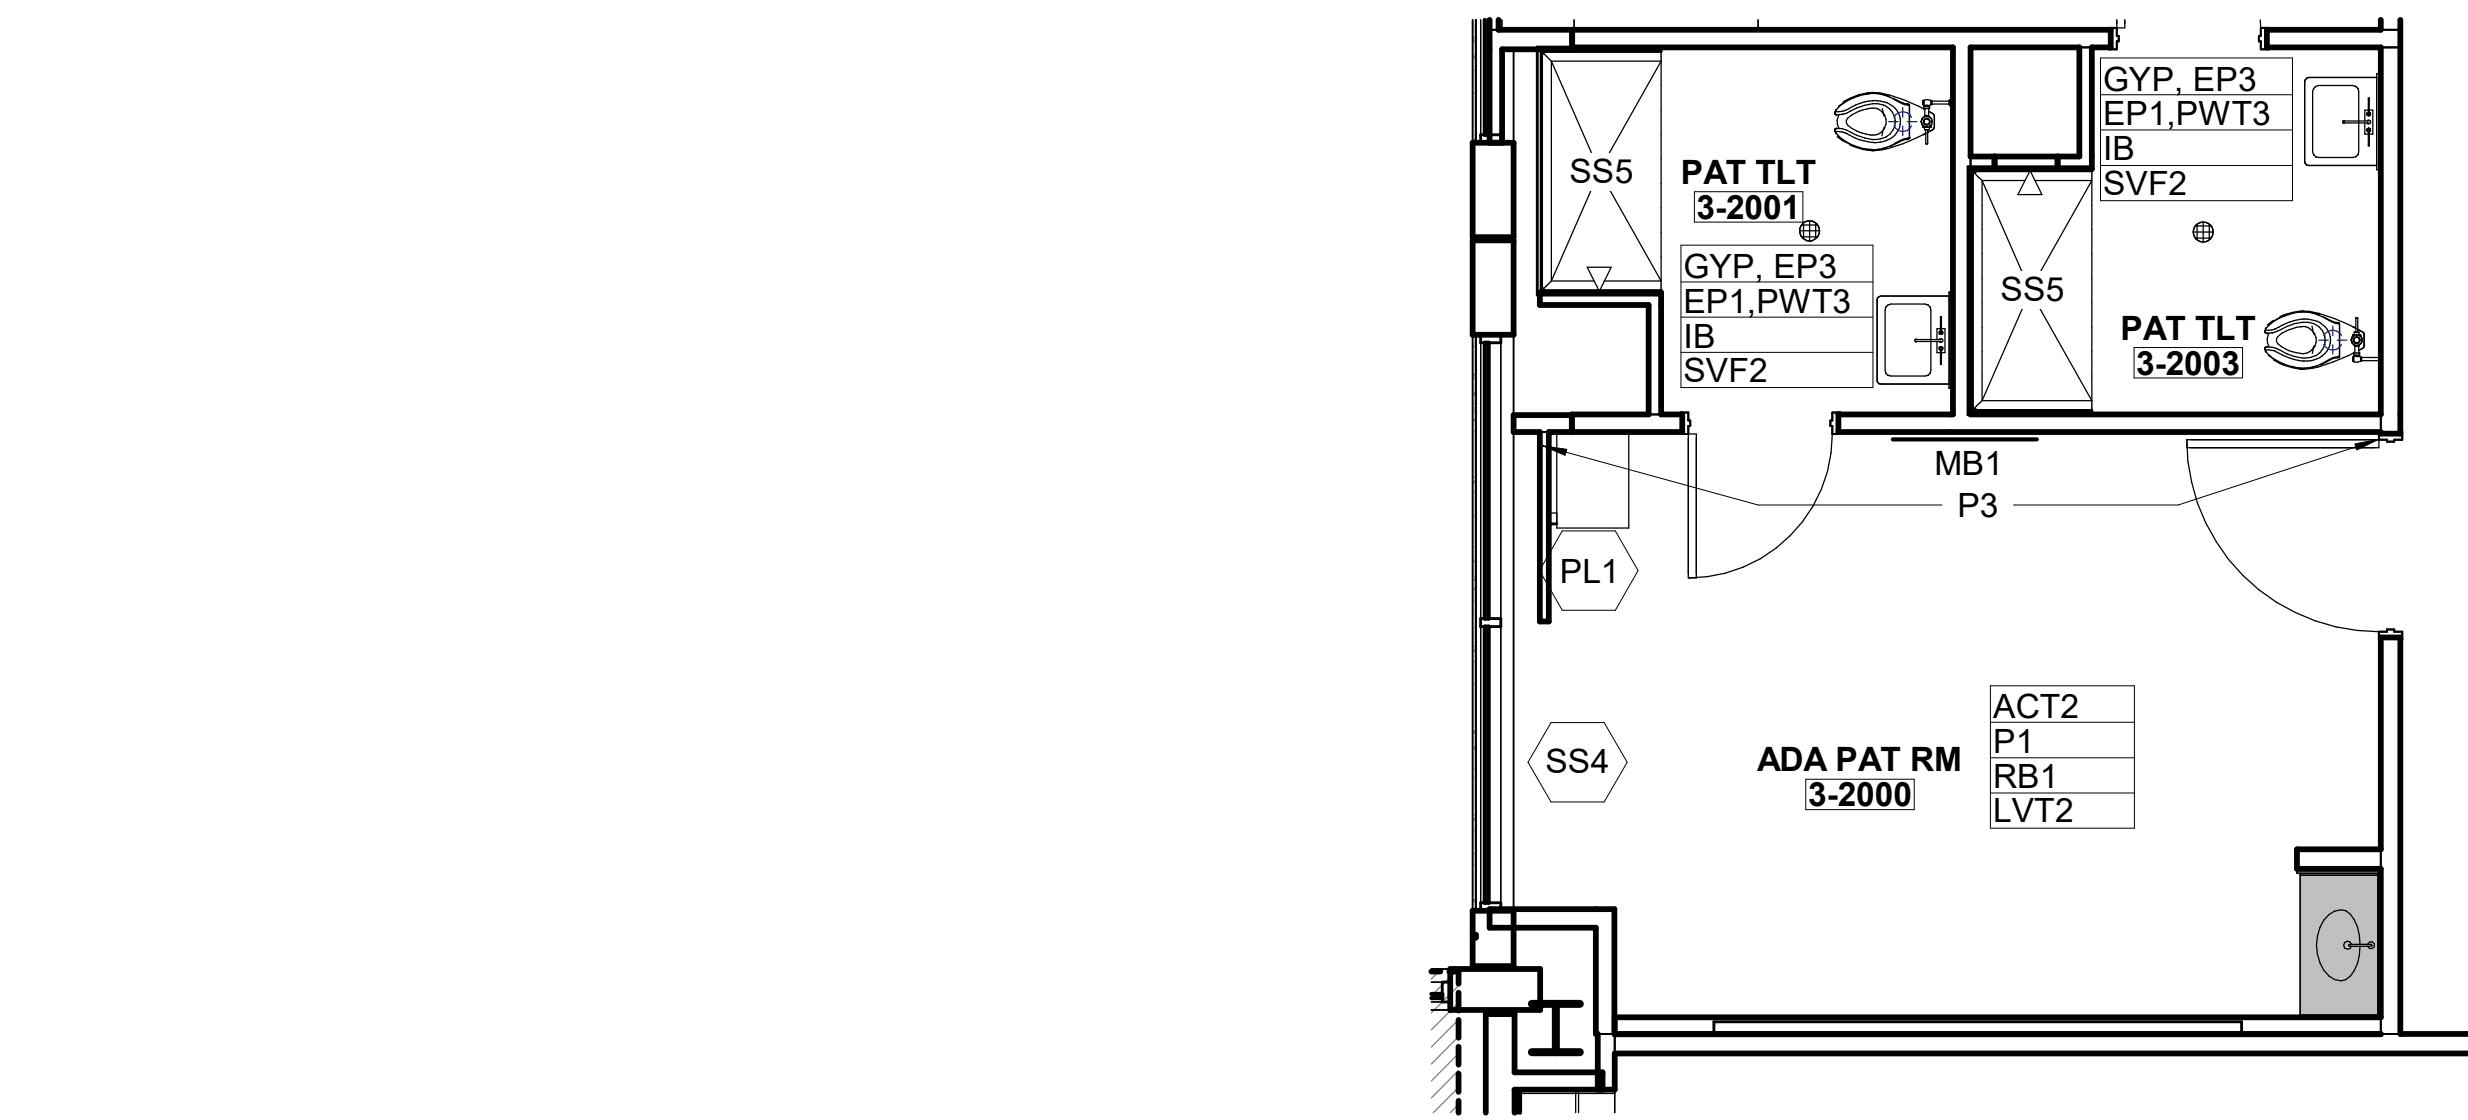 GYP, EP3
EP1,PWT3
IB
SVF2
SS5
PAT TLT
3-2001
GYP, EP3
EP1,PWT3
IB
SVF2
SS5
PAT TLT
3-2003
MB1
P3
PL1
SS4
ADA PAT RM
3-2000
ACT2
P1
RB1
LVT2